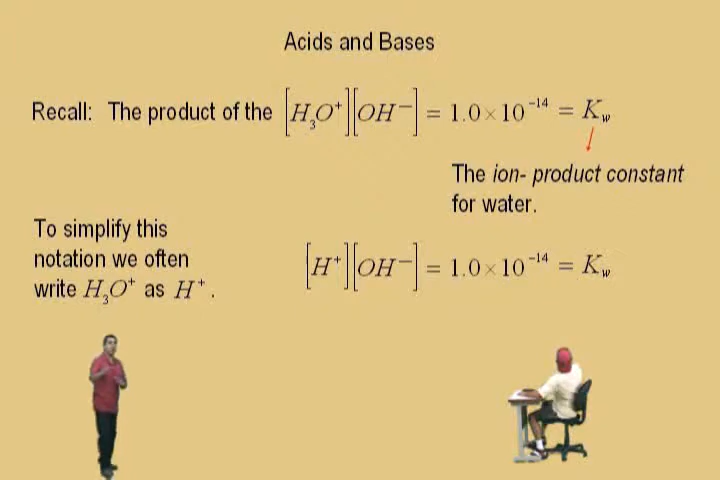 Acids and Bases
Recall: The product of the [H₃O⁺][OH⁻] = 1.0×10⁻¹⁴ = Kw
The ion- product constant
for water.
To simplify this
notation we often
write H₃O⁺ as H⁺.
[H⁺][OH⁻] = 1.0×10⁻¹⁴ = Kw